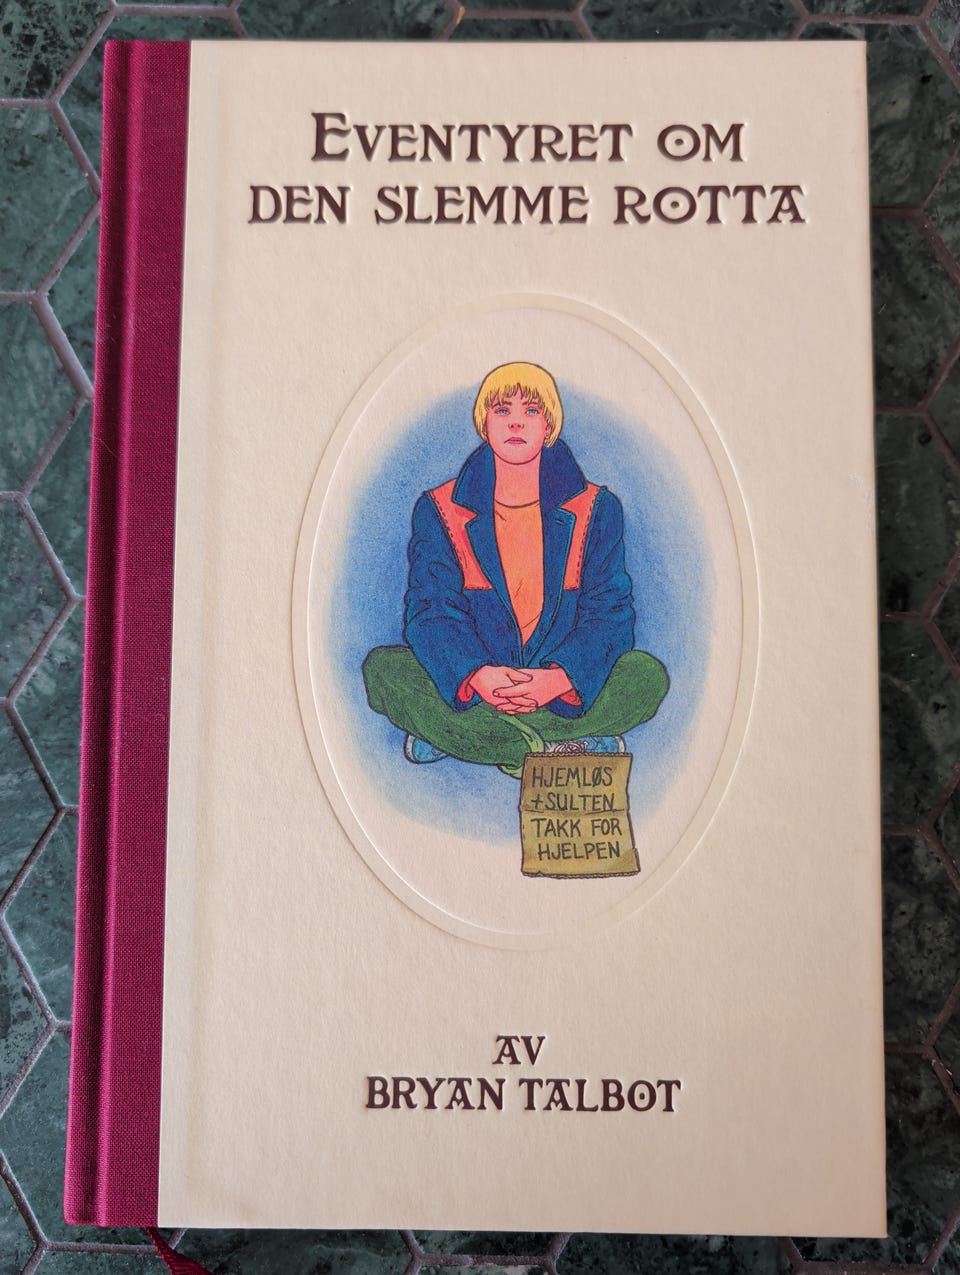 EVENTYRET OM
DEN SLEMME ROTTA
HJEMLØS
+SULTEN
TAKK FOR
HJELPEN
AV
BRYAN TALBOT